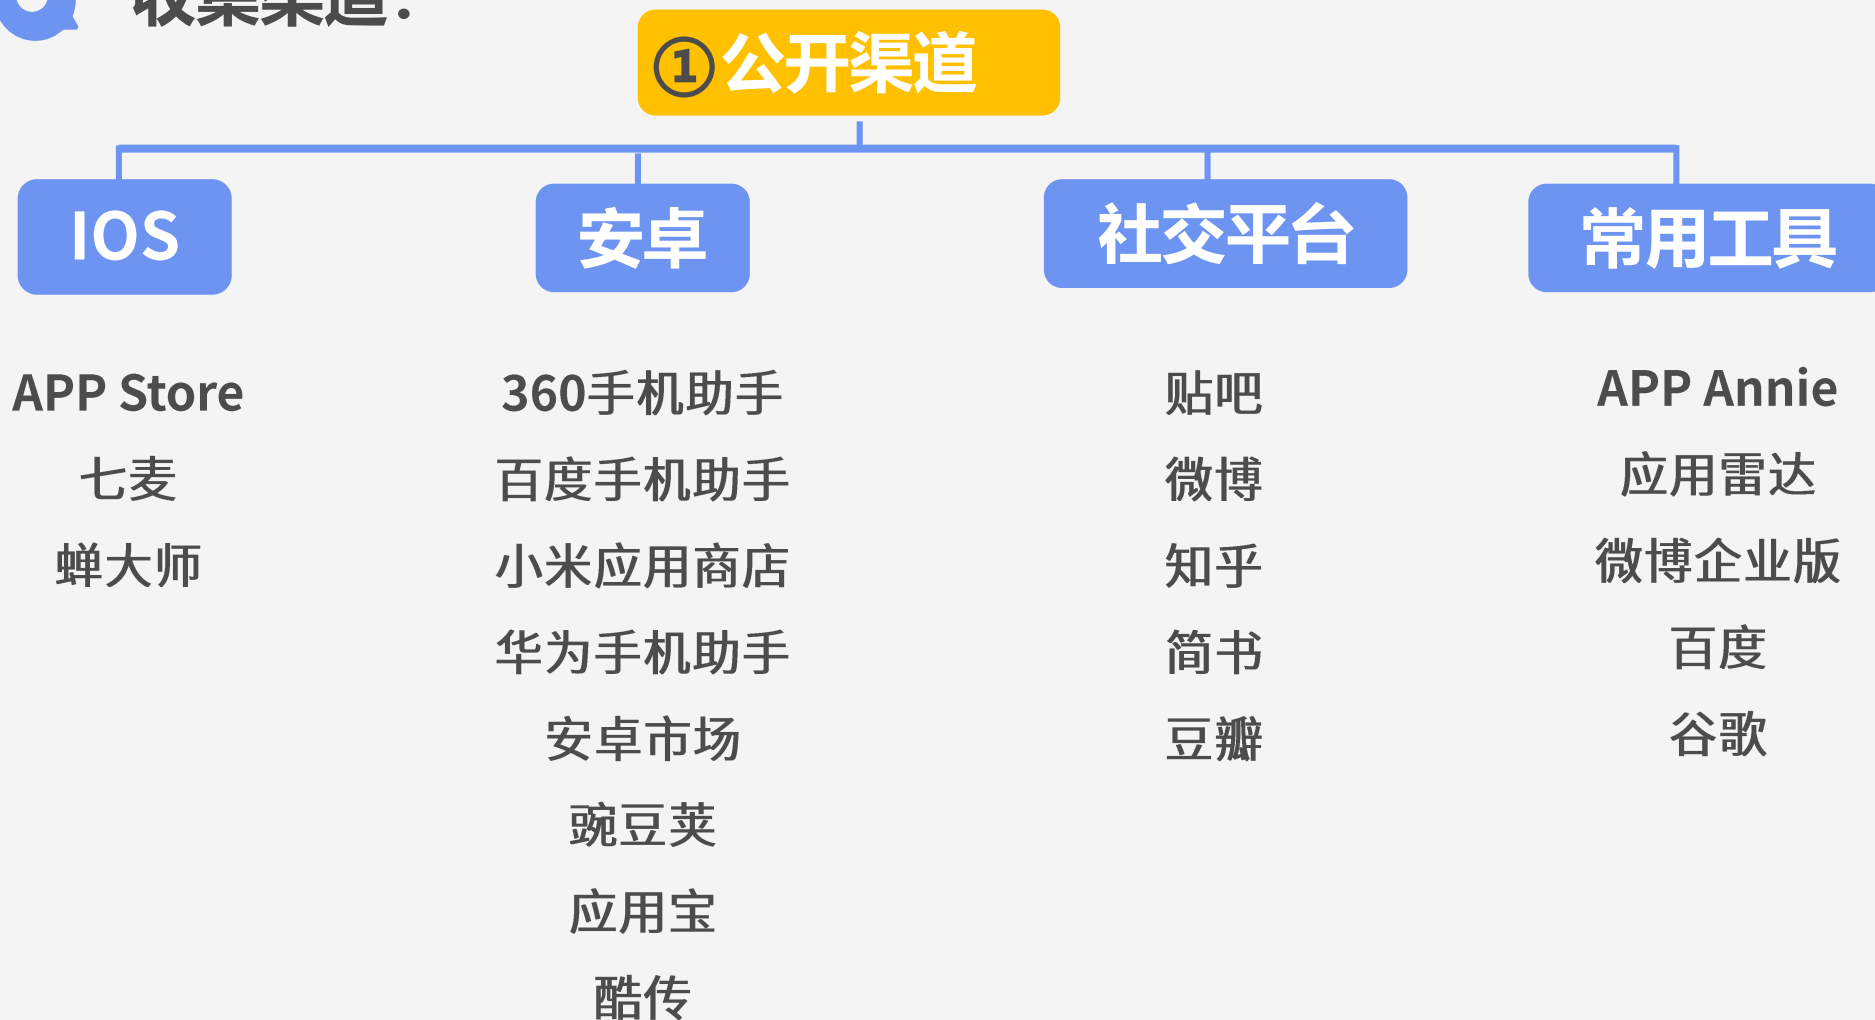 收集渠道：
①公开渠道
IOS
安卓
社交平台
常用工具
APP Store
七麦
蝉大师
360手机助手
百度手机助手
小米应用商店
华为手机助手
安卓市场
豌豆荚
应用宝
酷传
贴吧
微博
知乎
简书
豆瓣
APP Annie
应用雷达
微博企业版
百度
谷歌